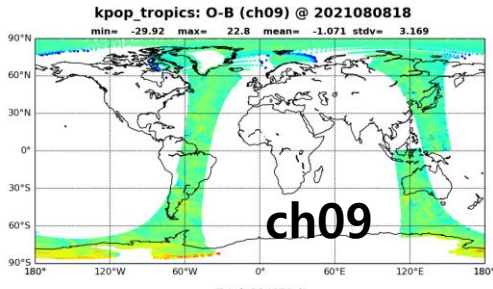 kpop_tropics: O-B (ch09) @ 2021080818
min= -29.92 max= 22.8 mean= -1.071 stdv= 3.169
90°N
60°N
30°N
0°
30°S
60°S
90°S
ch09
180° 120°W 60°W 0° 60°E 120°E 180°